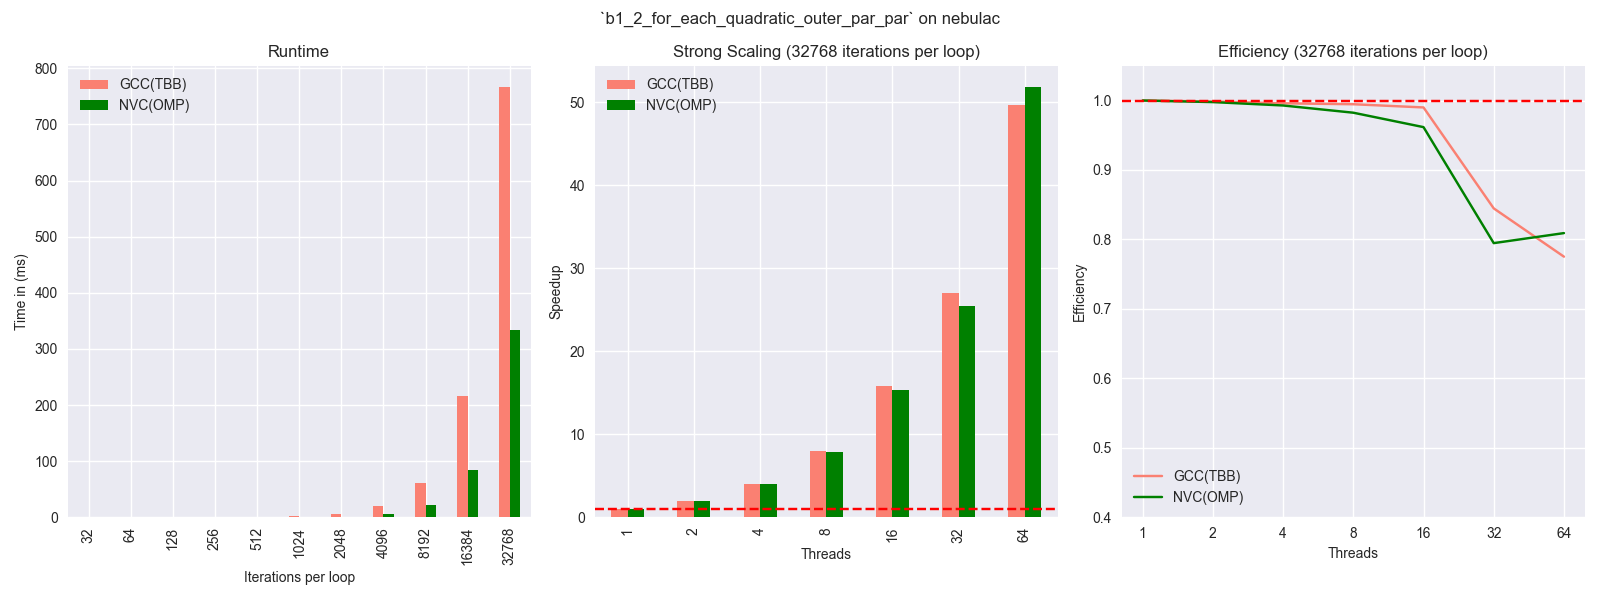 `b1_2_for_each_quadratic_outer_par_par` on nebulac
Runtime
GCC(TBB)
NVC(OMP)
800
700
600
500
400
300
200
100
0
Time in (ms)
32
64
128
256
512
1024
2048
4096
8192
16384
32768
Iterations per loop
Strong Scaling (32768 iterations per loop)
GCC(TBB)
NVC(OMP)
50
40
30
20
10
0
Speedup
1
2
4
8
16
32
64
Threads
Efficiency (32768 iterations per loop)
1.0
0.9
0.8
0.7
0.6
0.5
0.4
Efficiency
GCC(TBB)
NVC(OMP)
1
2
4
8
16
32
64
Threads